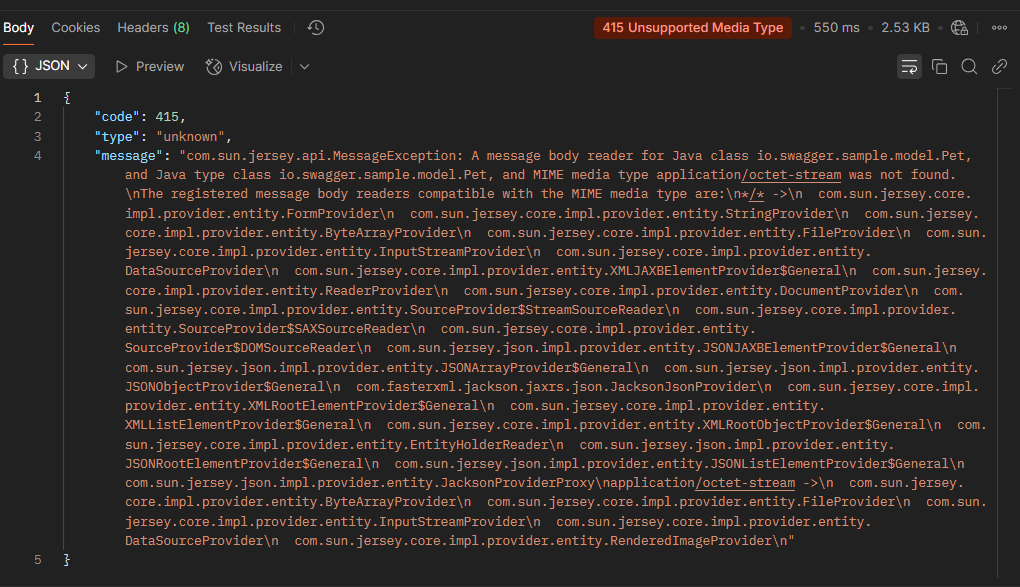 Body Cookies Headers (8) Test Results 415 Unsupported Media Type 550 ms 2.53 KB
{} JSON Preview Visualize
1 {
2 "code": 415,
3 "type": "unknown",
4 "message": "com.sun.jersey.api.MessageException: A message body reader for Java class io.swagger.sample.model.Pet,
and Java type class io.swagger.sample.model.Pet, and MIME media type application/octet-stream was not found.
\nThe registered message body readers compatible with the MIME media type are:\n*/* ->\n  com.sun.jersey.core.
impl.provider.entity.FormProvider\n  com.sun.jersey.core.impl.provider.entity.StringProvider\n  com.sun.jersey.
core.impl.provider.entity.ByteArrayProvider\n  com.sun.jersey.core.impl.provider.entity.FileProvider\n  com.sun.
jersey.core.impl.provider.entity.InputStreamProvider\n  com.sun.jersey.core.impl.provider.entity.
DataSourceProvider\n  com.sun.jersey.core.impl.provider.entity.XMLJAXBElementProvider$General\n  com.sun.jersey.
core.impl.provider.entity.ReaderProvider\n  com.sun.jersey.core.impl.provider.entity.DocumentProvider\n  com.
sun.jersey.core.impl.provider.entity.SourceProvider$StreamSourceReader\n  com.sun.jersey.core.impl.provider.
entity.SourceProvider$SAXSourceReader\n  com.sun.jersey.core.impl.provider.entity.
SourceProvider$DOMSourceReader\n  com.sun.jersey.json.impl.provider.entity.JSONJAXBElementProvider$General\n
com.sun.jersey.json.impl.provider.entity.JSONArrayProvider$General\n  com.sun.jersey.json.impl.provider.entity.
JSONObjectProvider$General\n  com.fasterxml.jackson.jaxrs.json.JacksonJsonProvider\n  com.sun.jersey.core.impl.
provider.entity.XMLRootElementProvider$General\n  com.sun.jersey.core.impl.provider.entity.
XMLListElementProvider$General\n  com.sun.jersey.core.impl.provider.entity.XMLRootObjectProvider$General\n  com.
sun.jersey.core.impl.provider.entity.EntityHolderReader\n  com.sun.jersey.json.impl.provider.entity.
JSONRootElementProvider$General\n  com.sun.jersey.json.impl.provider.entity.JSONListElementProvider$General\n
com.sun.jersey.json.impl.provider.entity.JacksonProviderProxy\napplication/octet-stream ->\n  com.sun.jersey.
core.impl.provider.entity.ByteArrayProvider\n  com.sun.jersey.core.impl.provider.entity.FileProvider\n  com.sun.
jersey.core.impl.provider.entity.InputStreamProvider\n  com.sun.jersey.core.impl.provider.entity.
DataSourceProvider\n  com.sun.jersey.core.impl.provider.entity.RenderedImageProvider\n"
5 }